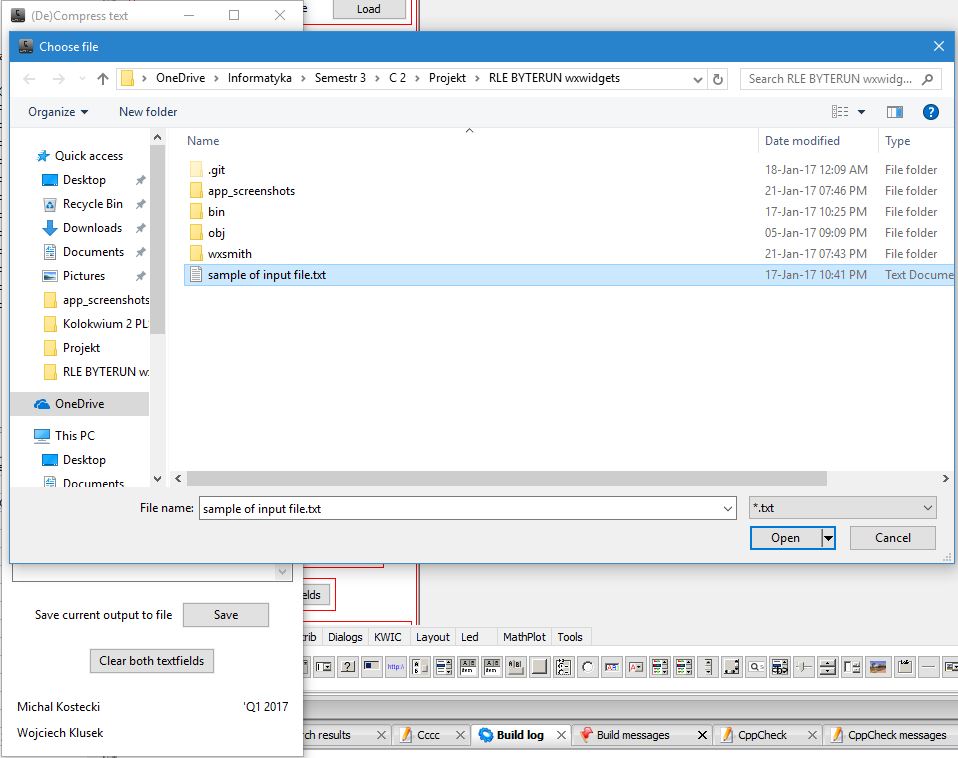 (De)Compress text
Load
Choose file
OneDrive > Informatyka > Semestr 3 > C 2 > Projekt > RLE BYTERUN wxwidgets
Search RLE BYTERUN wxwidg...
Organize
New folder
Name Date modified Type
Quick access
Desktop
Recycle Bin
Downloads
Documents
Pictures
app_screenshots
Kolokwium 2 PL
Projekt
RLE BYTERUN w
OneDrive
This PC
Desktop
Documents
.git 18-Jan-17 12:09 AM File folder
app_screenshots 21-Jan-17 07:46 PM File folder
bin 17-Jan-17 10:25 PM File folder
obj 05-Jan-17 09:09 PM File folder
wxsmith 21-Jan-17 07:43 PM File folder
sample of input file.txt 17-Jan-17 10:41 PM Text Docume
File name: sample of input file.txt
*.txt
Open
Cancel
elds
Save current output to file
Save
Clear both textfields
Michal Kostecki
'Q1 2017
Wojciech Klusek
trib Dialogs KWIC Layout Led MathPlot Tools
http://
rch results Cccc Build log Build messages CppCheck CppCheck messages